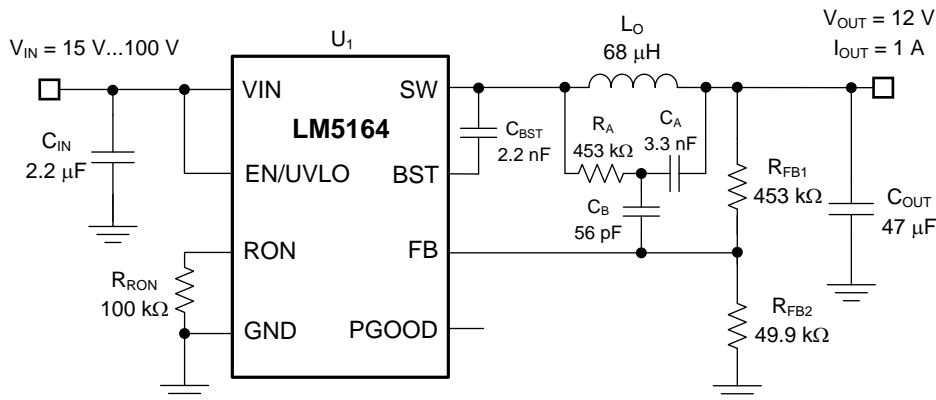 V_IN = 15 V...100 V
U_1
L_O
68 μH
V_OUT = 12 V
I_OUT = 1 A
VIN
SW
LM5164
C_IN
2.2 μF
EN/UVLO
BST
C_BST
2.2 nF
R_A
453 kΩ
C_A
3.3 nF
C_B
56 pF
R_FB1
453 kΩ
C_OUT
47 μF
RON
FB
R_RON
100 kΩ
GND
PGOOD
R_FB2
49.9 kΩ